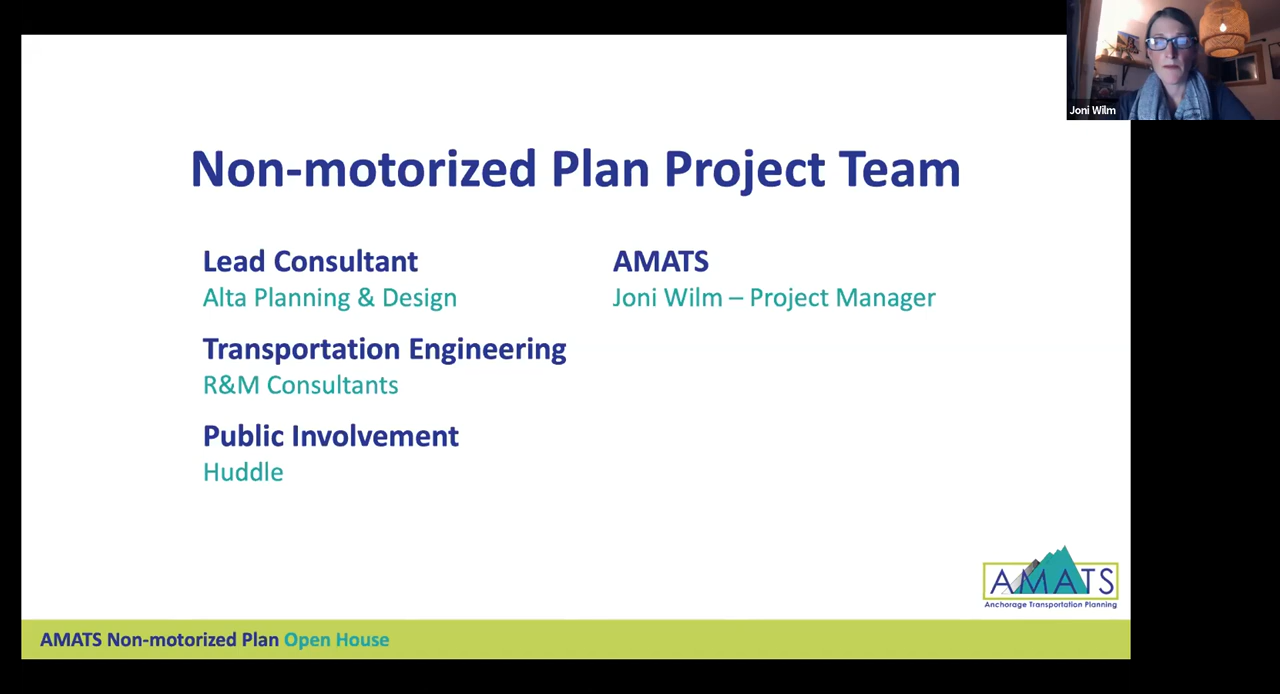 Joni Wilm
Non-motorized Plan Project Team
Lead Consultant
Alta Planning & Design
Transportation Engineering
R&M Consultants
Public Involvement
Huddle
AMATS
Joni Wilm – Project Manager
AMATS
Anchorage Transportation Planning
AMATS Non-motorized Plan Open House